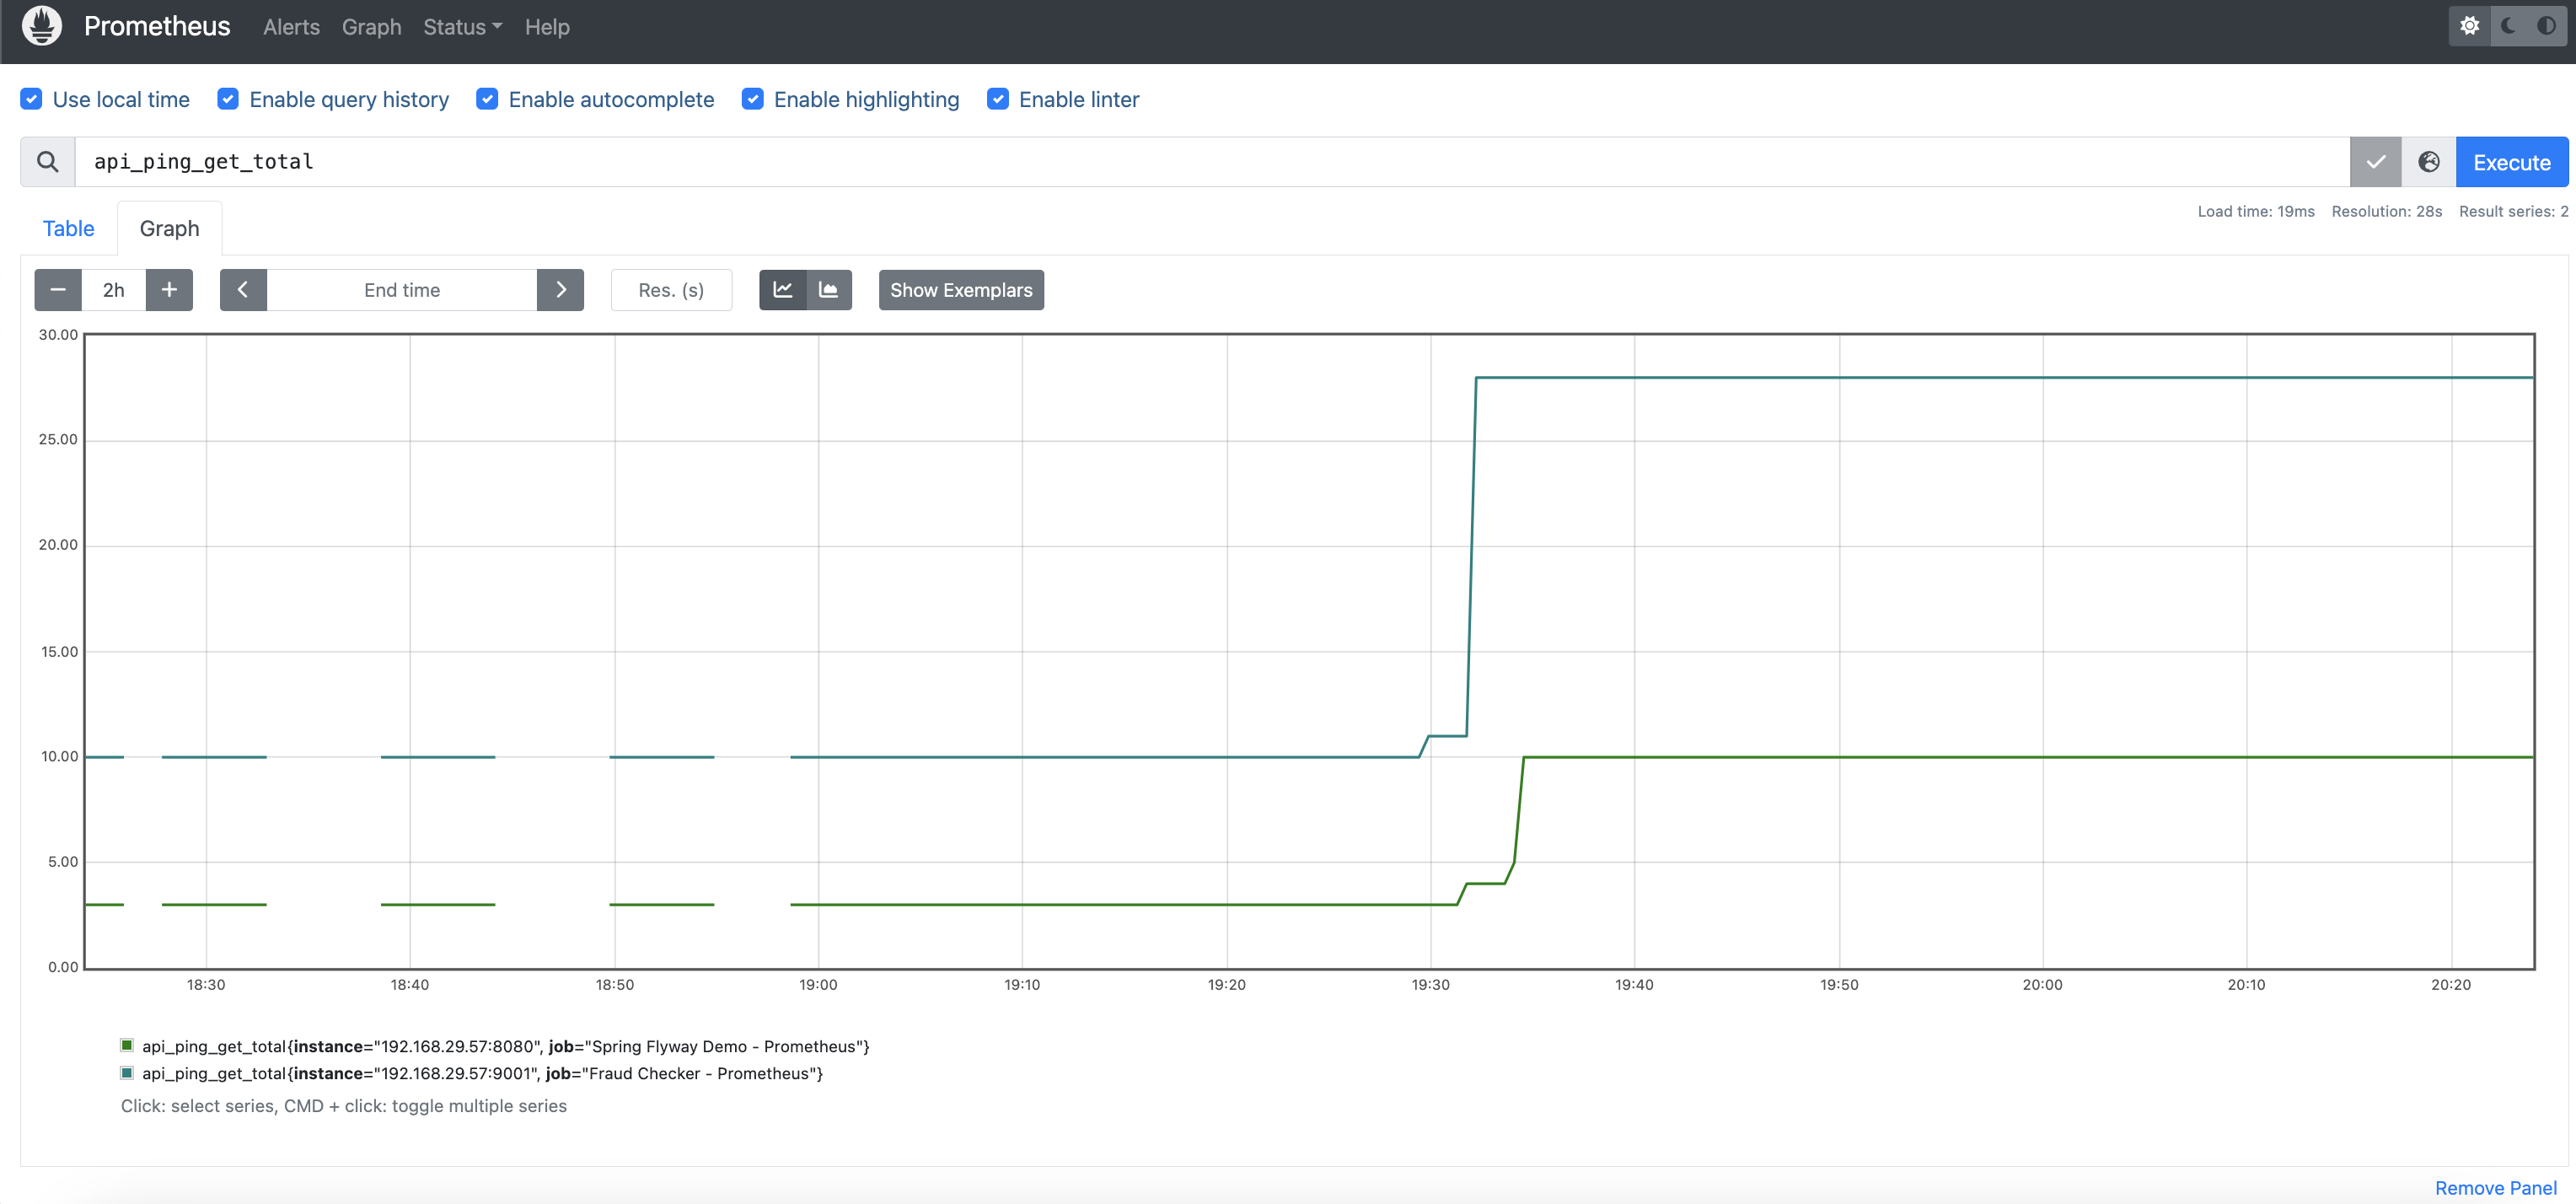 Prometheus Alerts Graph Status Help
Use local time Enable query history Enable autocomplete Enable highlighting Enable linter
api_ping_get_total Execute
Table Graph Load time: 19ms Resolution: 28s Result series: 2
2h End time Res. (s) Show Exemplars
30.00
25.00
20.00
15.00
10.00
5.00
0.00
18:30 18:40 18:50 19:00 19:10 19:20 19:30 19:40 19:50 20:00 20:10 20:20
api_ping_get_total{instance="192.168.29.57:8080", job="Spring Flyway Demo - Prometheus"}
api_ping_get_total{instance="192.168.29.57:9001", job="Fraud Checker - Prometheus"}
Click: select series, CMD + click: toggle multiple series
Remove Panel